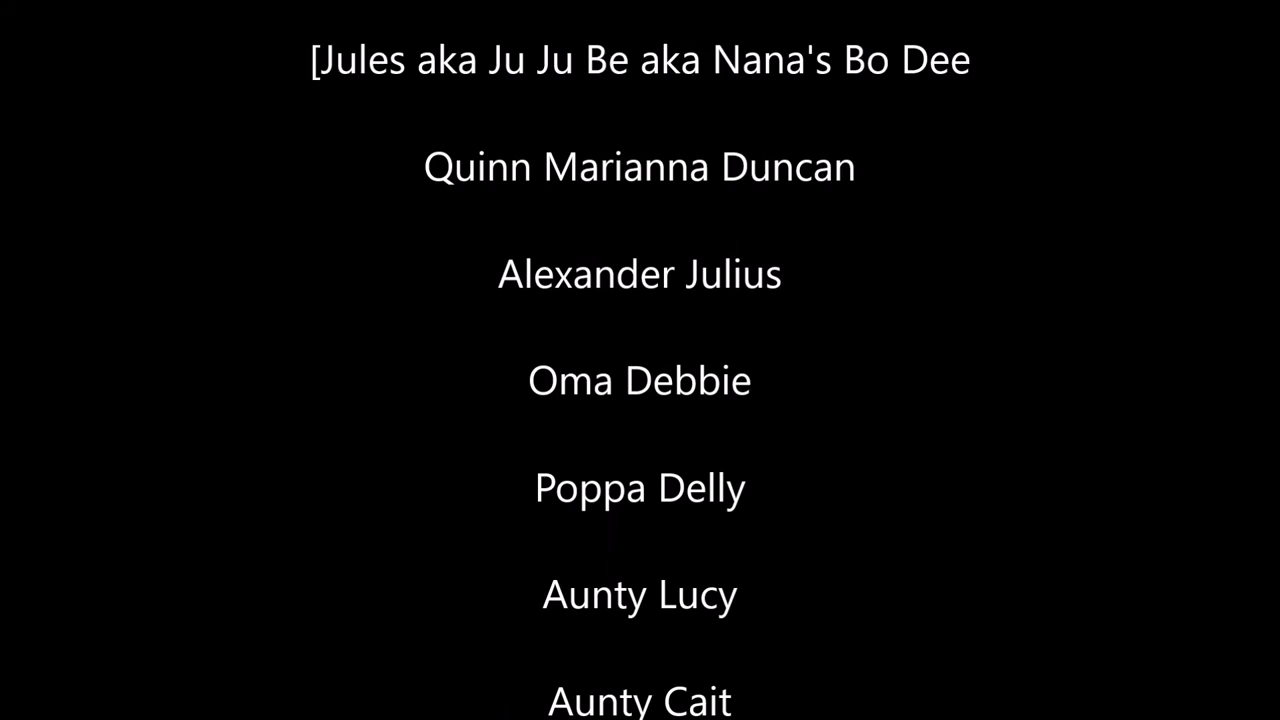 [Jules aka Ju Ju Be aka Nana's Bo Dee
Quinn Marianna Duncan
Alexander Julius
Oma Debbie
Poppa Delly
Aunty Lucy
Aunty Cait